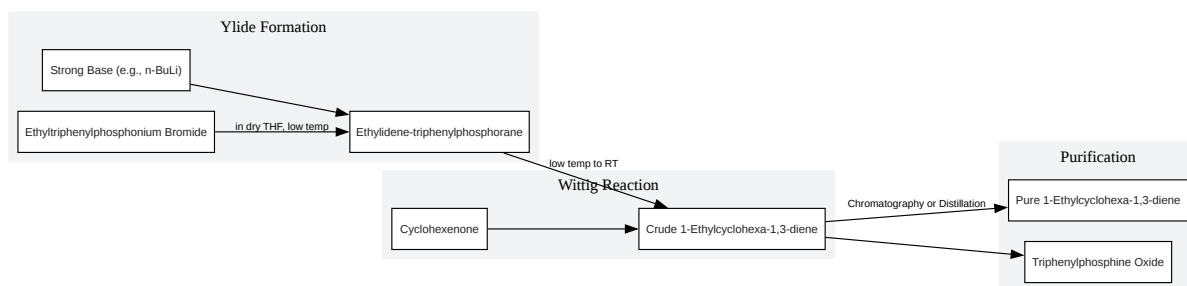 Ylide Formation
Strong Base (e.g., n-BuLi)
Ethyltriphenylphosphonium Bromide
in dry THF, low temp
Ethylidene-triphenylphosphorane
low temp to RT
Wittig Reaction
Cyclohexenone
Crude 1-Ethylcyclohexa-1,3-diene
Chromatography or Distillation
Purification
Pure 1-Ethylcyclohexa-1,3-diene
Triphenylphosphine Oxide